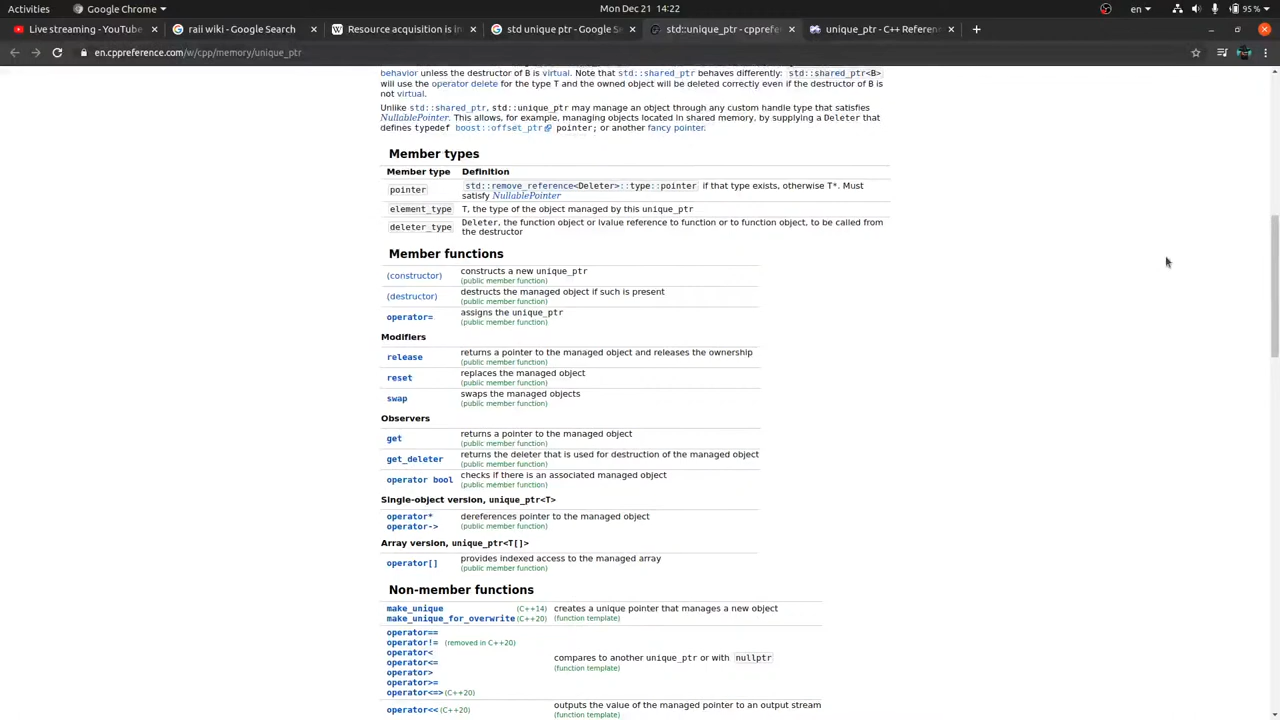 Activities Google Chrome Mon Dec 21 14:22 en 95 %
Live streaming - YouTube raii wiki - Google Search Resource acquisition is in std unique ptr - Google Se std::unique_ptr - cpprefer unique_ptr - C++ Referen
en.cppreference.com/w/cpp/memory/unique_ptr
behavior unless the destructor of B is virtual. Note that std::shared_ptr behaves differently: std::shared_ptr<B>
will use the operator delete for the type T and the owned object will be deleted correctly even if the destructor of B is
not virtual.
Unlike std::shared_ptr, std::unique_ptr may manage an object through any custom handle type that satisfies
NullablePointer. This allows, for example, managing objects located in shared memory, by supplying a Deleter that
defines typedef boost::offset_ptr pointer; or another fancy pointer.
Member types
Member type Definition
pointer std::remove_reference<Deleter>::type::pointer if that type exists, otherwise T*. Must
satisfy NullablePointer
element_type T, the type of the object managed by this unique_ptr
deleter_type Deleter, the function object or lvalue reference to function or to function object, to be called from
the destructor
Member functions
(constructor) constructs a new unique_ptr
(public member function)
(destructor) destructs the managed object if such is present
(public member function)
operator= assigns the unique_ptr
(public member function)
Modifiers
release returns a pointer to the managed object and releases the ownership
(public member function)
reset replaces the managed object
(public member function)
swap swaps the managed objects
(public member function)
Observers
get returns a pointer to the managed object
(public member function)
get_deleter returns the deleter that is used for destruction of the managed object
(public member function)
operator bool checks if there is an associated managed object
(public member function)
Single-object version, unique_ptr<T>
operator* dereferences pointer to the managed object
operator-> (public member function)
Array version, unique_ptr<T[]>
operator[] provides indexed access to the managed array
(public member function)
Non-member functions
make_unique (C++14) creates a unique pointer that manages a new object
make_unique_for_overwrite (C++20) (function template)
operator==
operator!= (removed in C++20)
operator<
operator<= compares to another unique_ptr or with nullptr
operator> (function template)
operator>=
operator<=> (C++20)
operator<< (C++20) outputs the value of the managed pointer to an output stream
(function template)